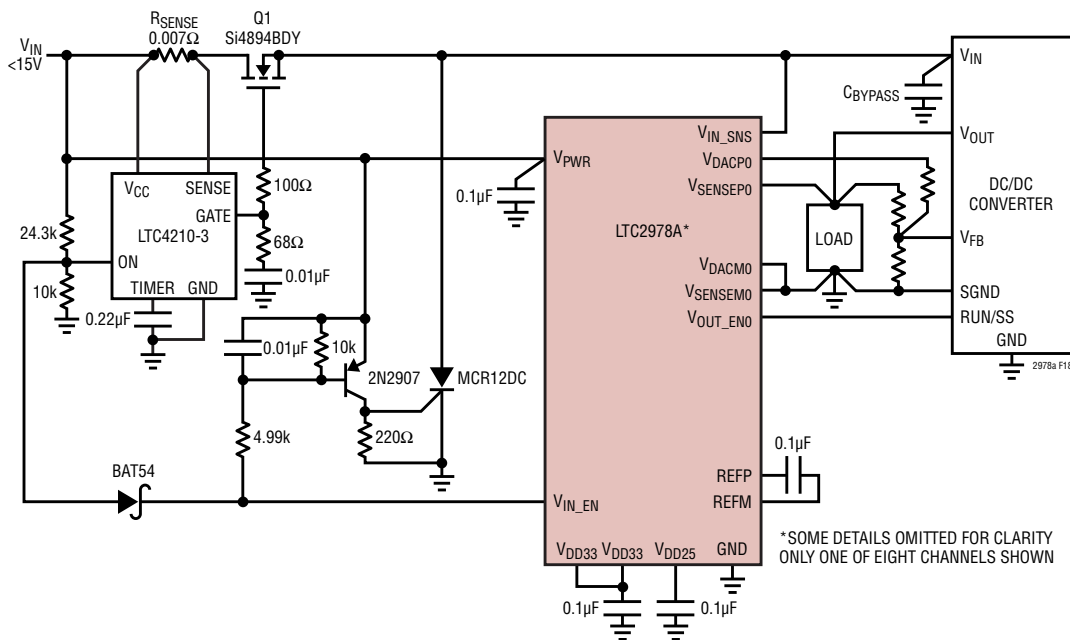 RSENSE
0.007Ω
Q1
Si4894BDY
VIN
<15V
VIN
CBYPASS
VOUT
DC/DC
CONVERTER
VFB
SGND
RUN/SS
GND
2978a F18
VCC
SENSE
GATE
LTC4210-3
ON
TIMER
GND
100Ω
68Ω
0.01µF
24.3k
10k
0.22µF
0.1µF
VPWR
VIN_SNS
VDACP0
VSENSEP0
LTC2978A*
VDACM0
VSENSEM0
VOUT_EN0
LOAD
0.01µF
10k
2N2907
MCR12DC
4.99k
220Ω
BAT54
VIN_EN
REFP
REFM
0.1µF
VDD33
VDD33
VDD25
GND
0.1µF
0.1µF
*SOME DETAILS OMITTED FOR CLARITY
ONLY ONE OF EIGHT CHANNELS SHOWN